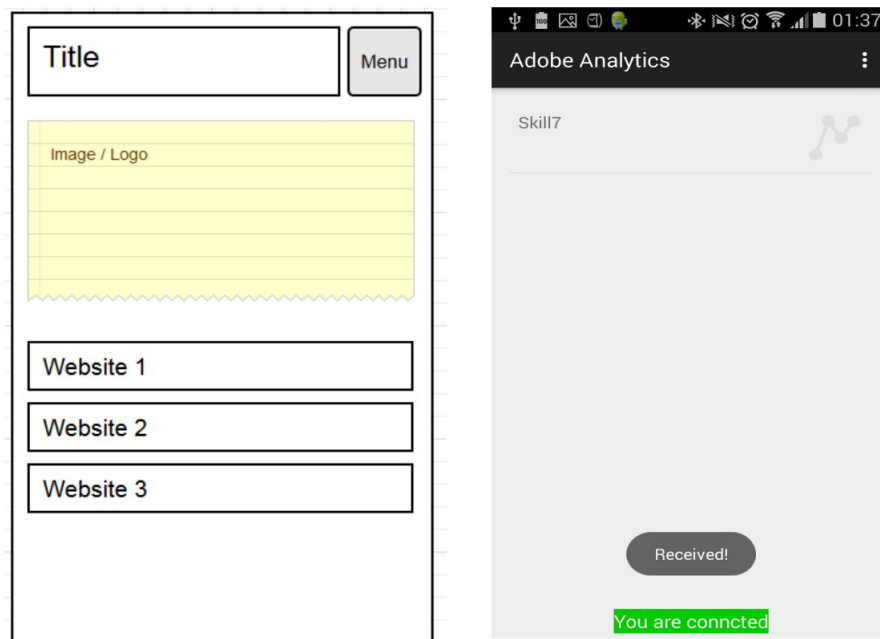 Title
Menu
Image / Logo
Website 1
Website 2
Website 3
100
01:37
Adobe Analytics
Skill7
Received!
You are conncted